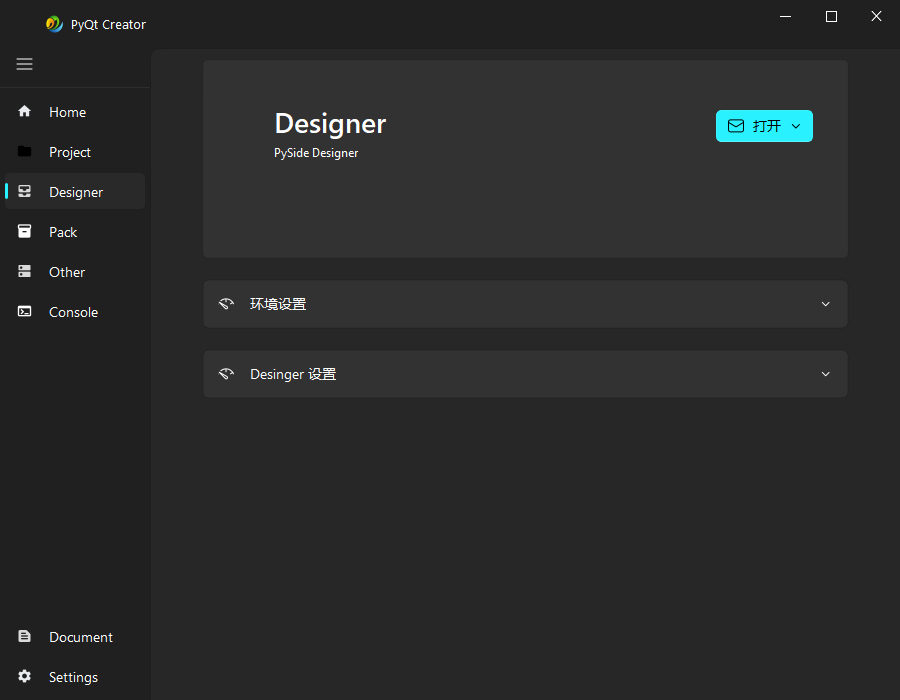 PyQt Creator
Home
Project
Designer
Pack
Other
Console
Document
Settings
Designer
PySide Designer
打开
环境设置
Desinger 设置